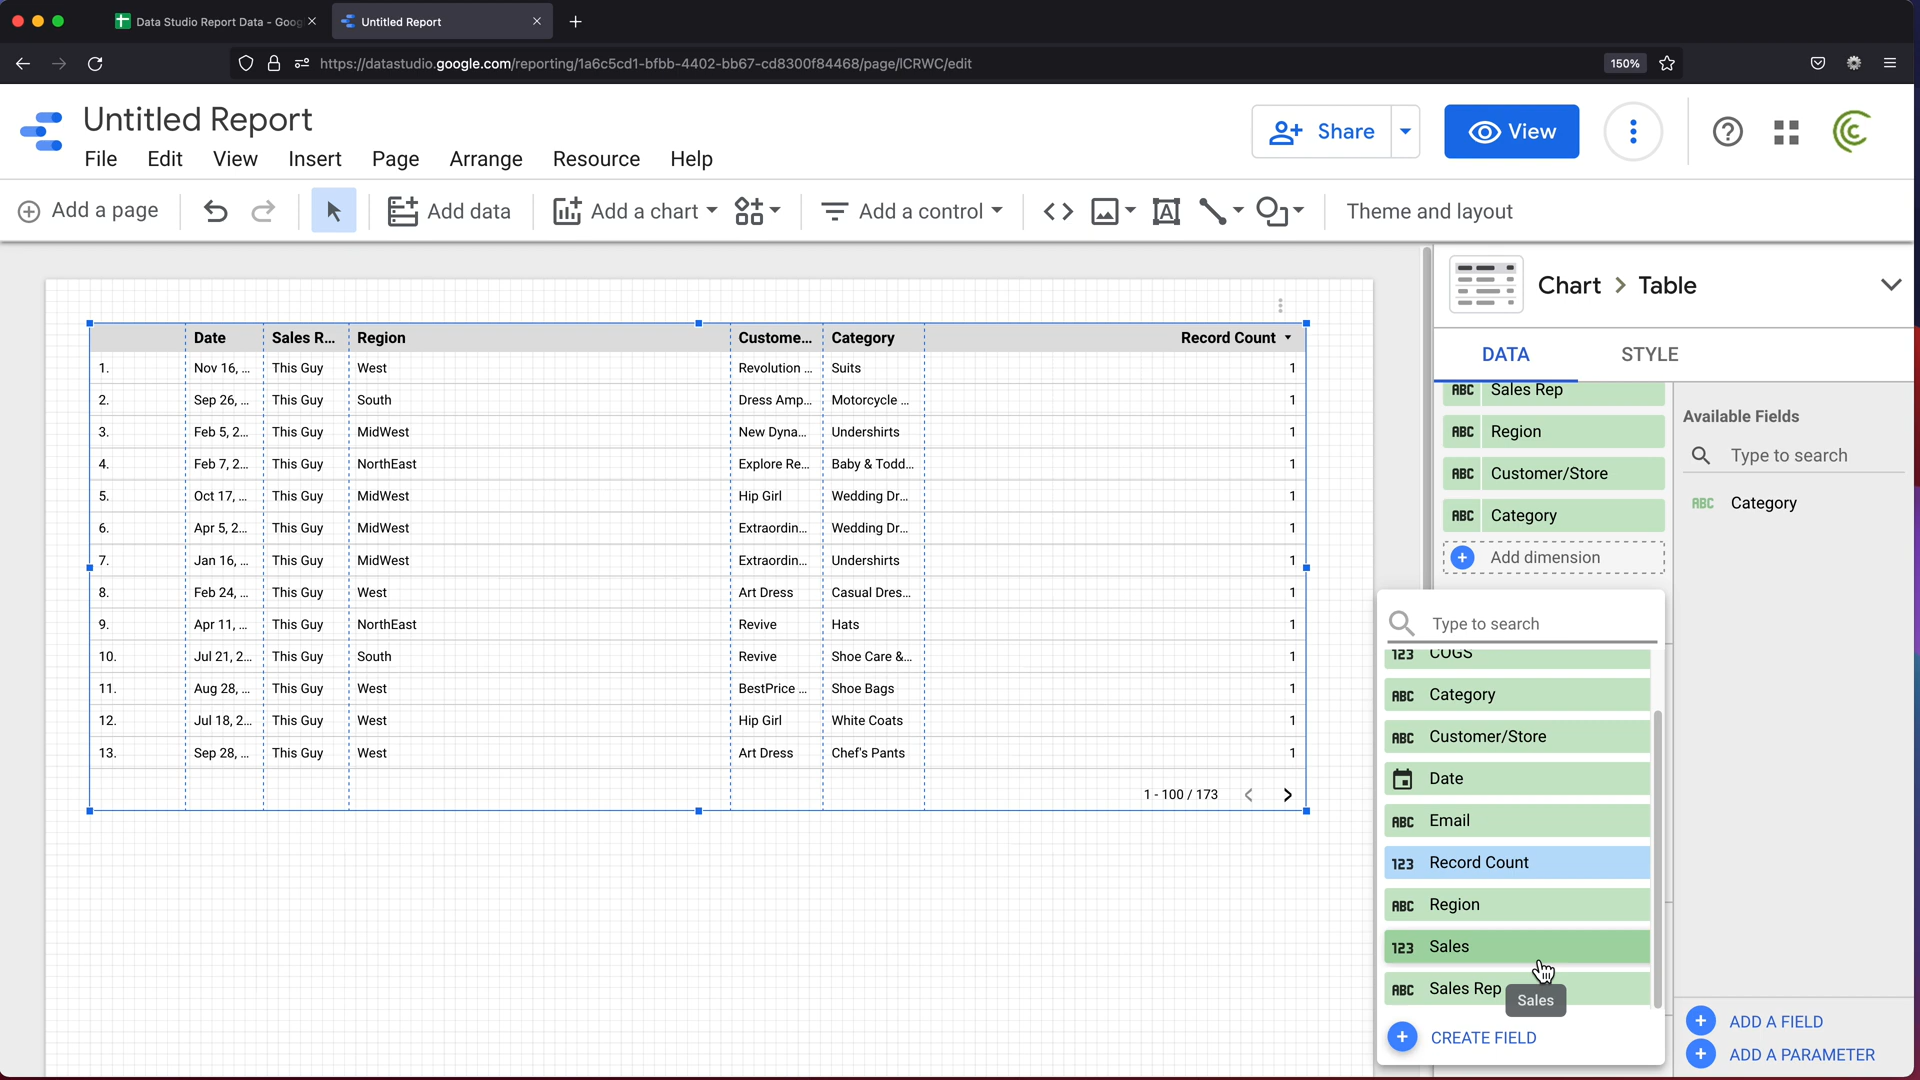 Data Studio Report Data - Goog
Untitled Report
https://datastudio.google.com/reporting/1a6c5cd1-bfbb-4402-bb67-cd8300f84468/page/lCRWC/edit
150%
Untitled Report
File Edit View Insert Page Arrange Resource Help
Share
View
Add a page
Add data
Add a chart
Add a control
Theme and layout
Chart > Table
DATA STYLE
Date Sales R... Region Custome... Category Record Count
1. Nov 16, ... This Guy West Revolution ... Suits 1
2. Sep 26, ... This Guy South Dress Amp... Motorcycle ... 1
3. Feb 5, 2... This Guy MidWest New Dyna... Undershirts 1
4. Feb 7, 2... This Guy NorthEast Explore Re... Baby & Todd... 1
5. Oct 17, ... This Guy MidWest Hip Girl Wedding Dr... 1
6. Apr 5, 2... This Guy MidWest Extraordin... Wedding Dr... 1
7. Jan 16, ... This Guy MidWest Extraordin... Undershirts 1
8. Feb 24, ... This Guy West Art Dress Casual Dres... 1
9. Apr 11, ... This Guy NorthEast Revive Hats 1
10. Jul 21, 2... This Guy South Revive Shoe Care &... 1
11. Aug 28, ... This Guy West BestPrice ... Shoe Bags 1
12. Jul 18, 2... This Guy West Hip Girl White Coats 1
13. Sep 28, ... This Guy West Art Dress Chef's Pants 1
1 - 100 / 173
ABC Sales Rep
ABC Region
ABC Customer/Store
ABC Category
Add dimension
Type to search
123 COGS
ABC Category
ABC Customer/Store
Date
ABC Email
123 Record Count
ABC Region
123 Sales
ABC Sales Rep
Sales
CREATE FIELD
Available Fields
Type to search
ABC Category
ADD A FIELD
ADD A PARAMETER